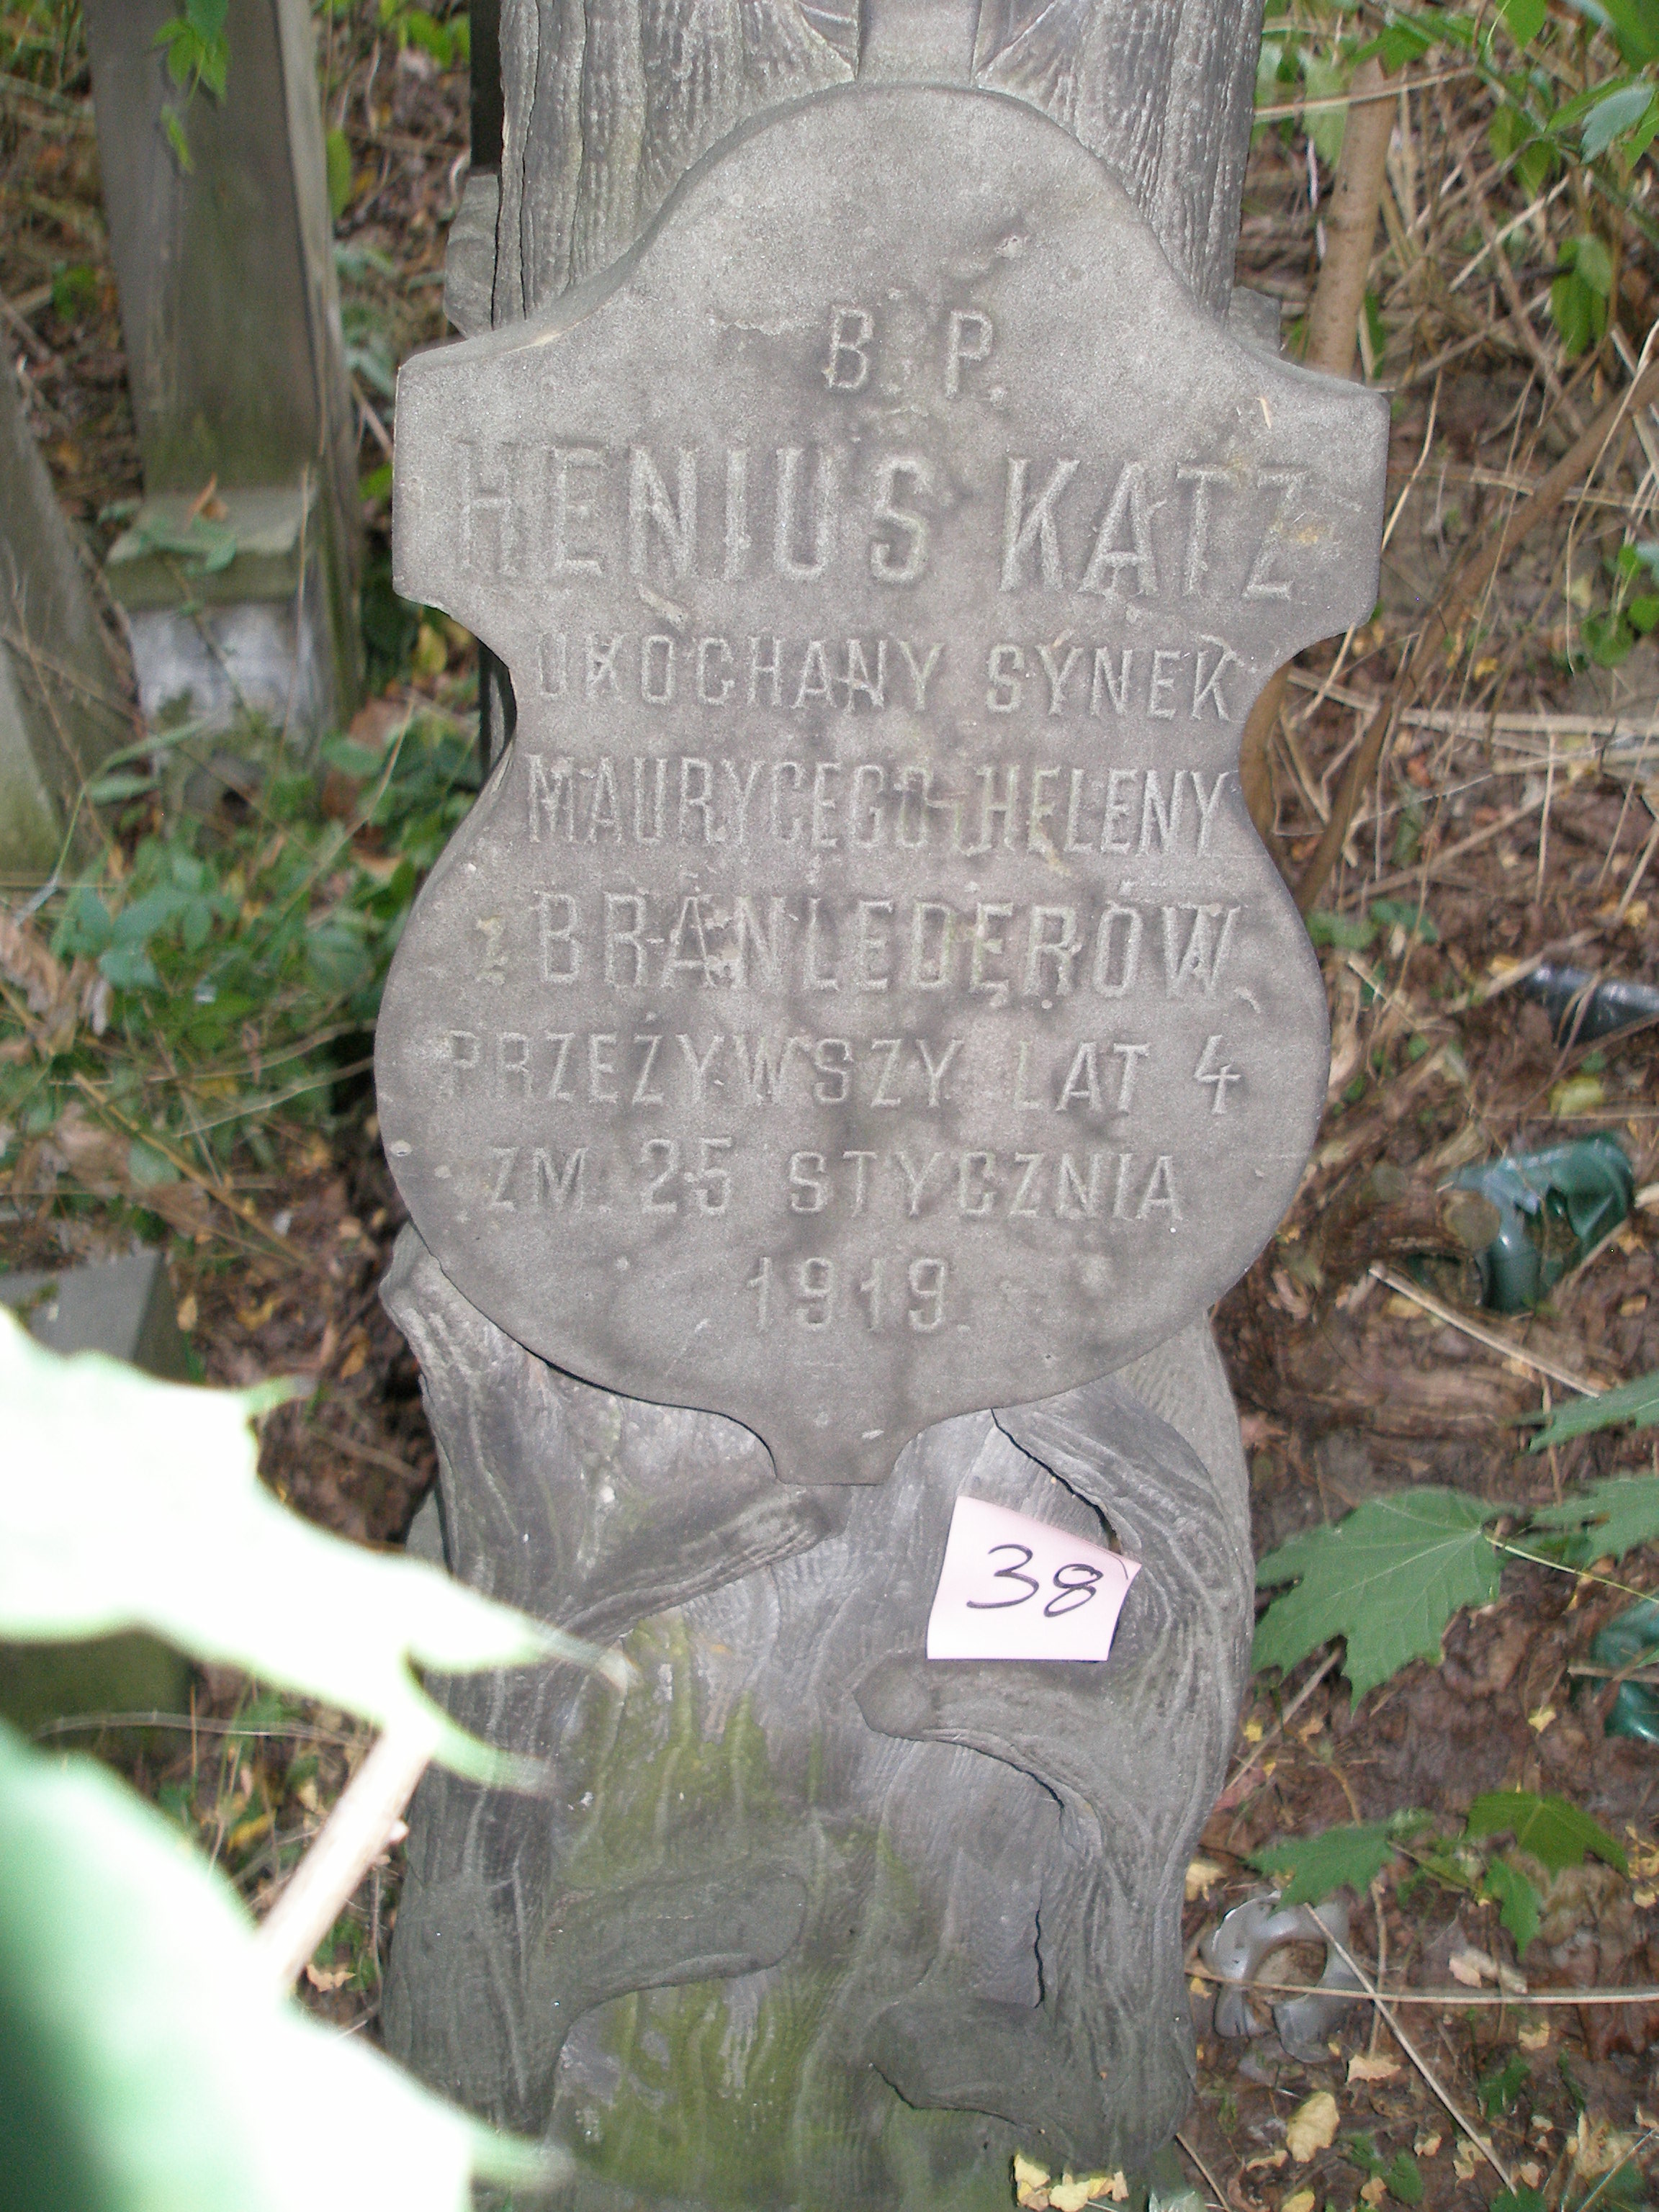 B. P.
HENIUS KATZ
UKOCHANY SYNEK
MAURYCEGO-HELENY
Z BRANLEDERÓW
PRZEŻYWSZY LAT 4
ZM. 25 STYCZNIA
1919.
38